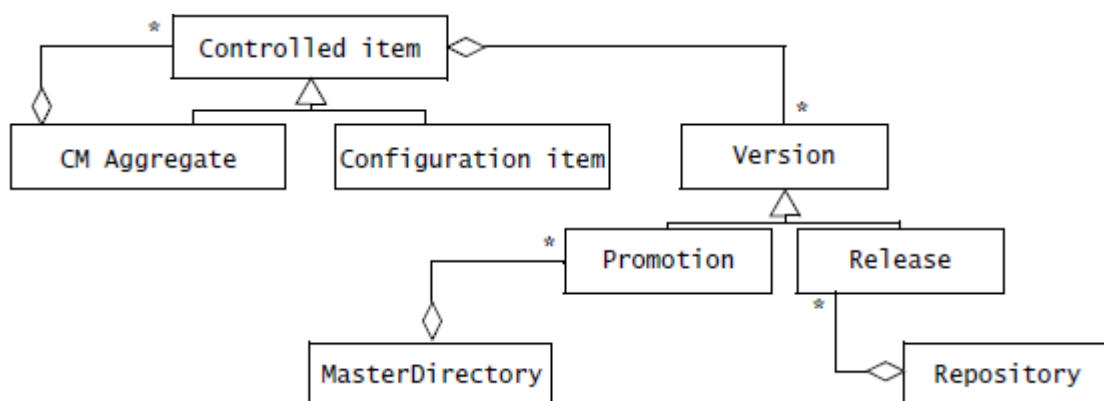 *
Controlled item
*
CM Aggregate
Configuration item
Version
*
Promotion
Release
*
MasterDirectory
Repository